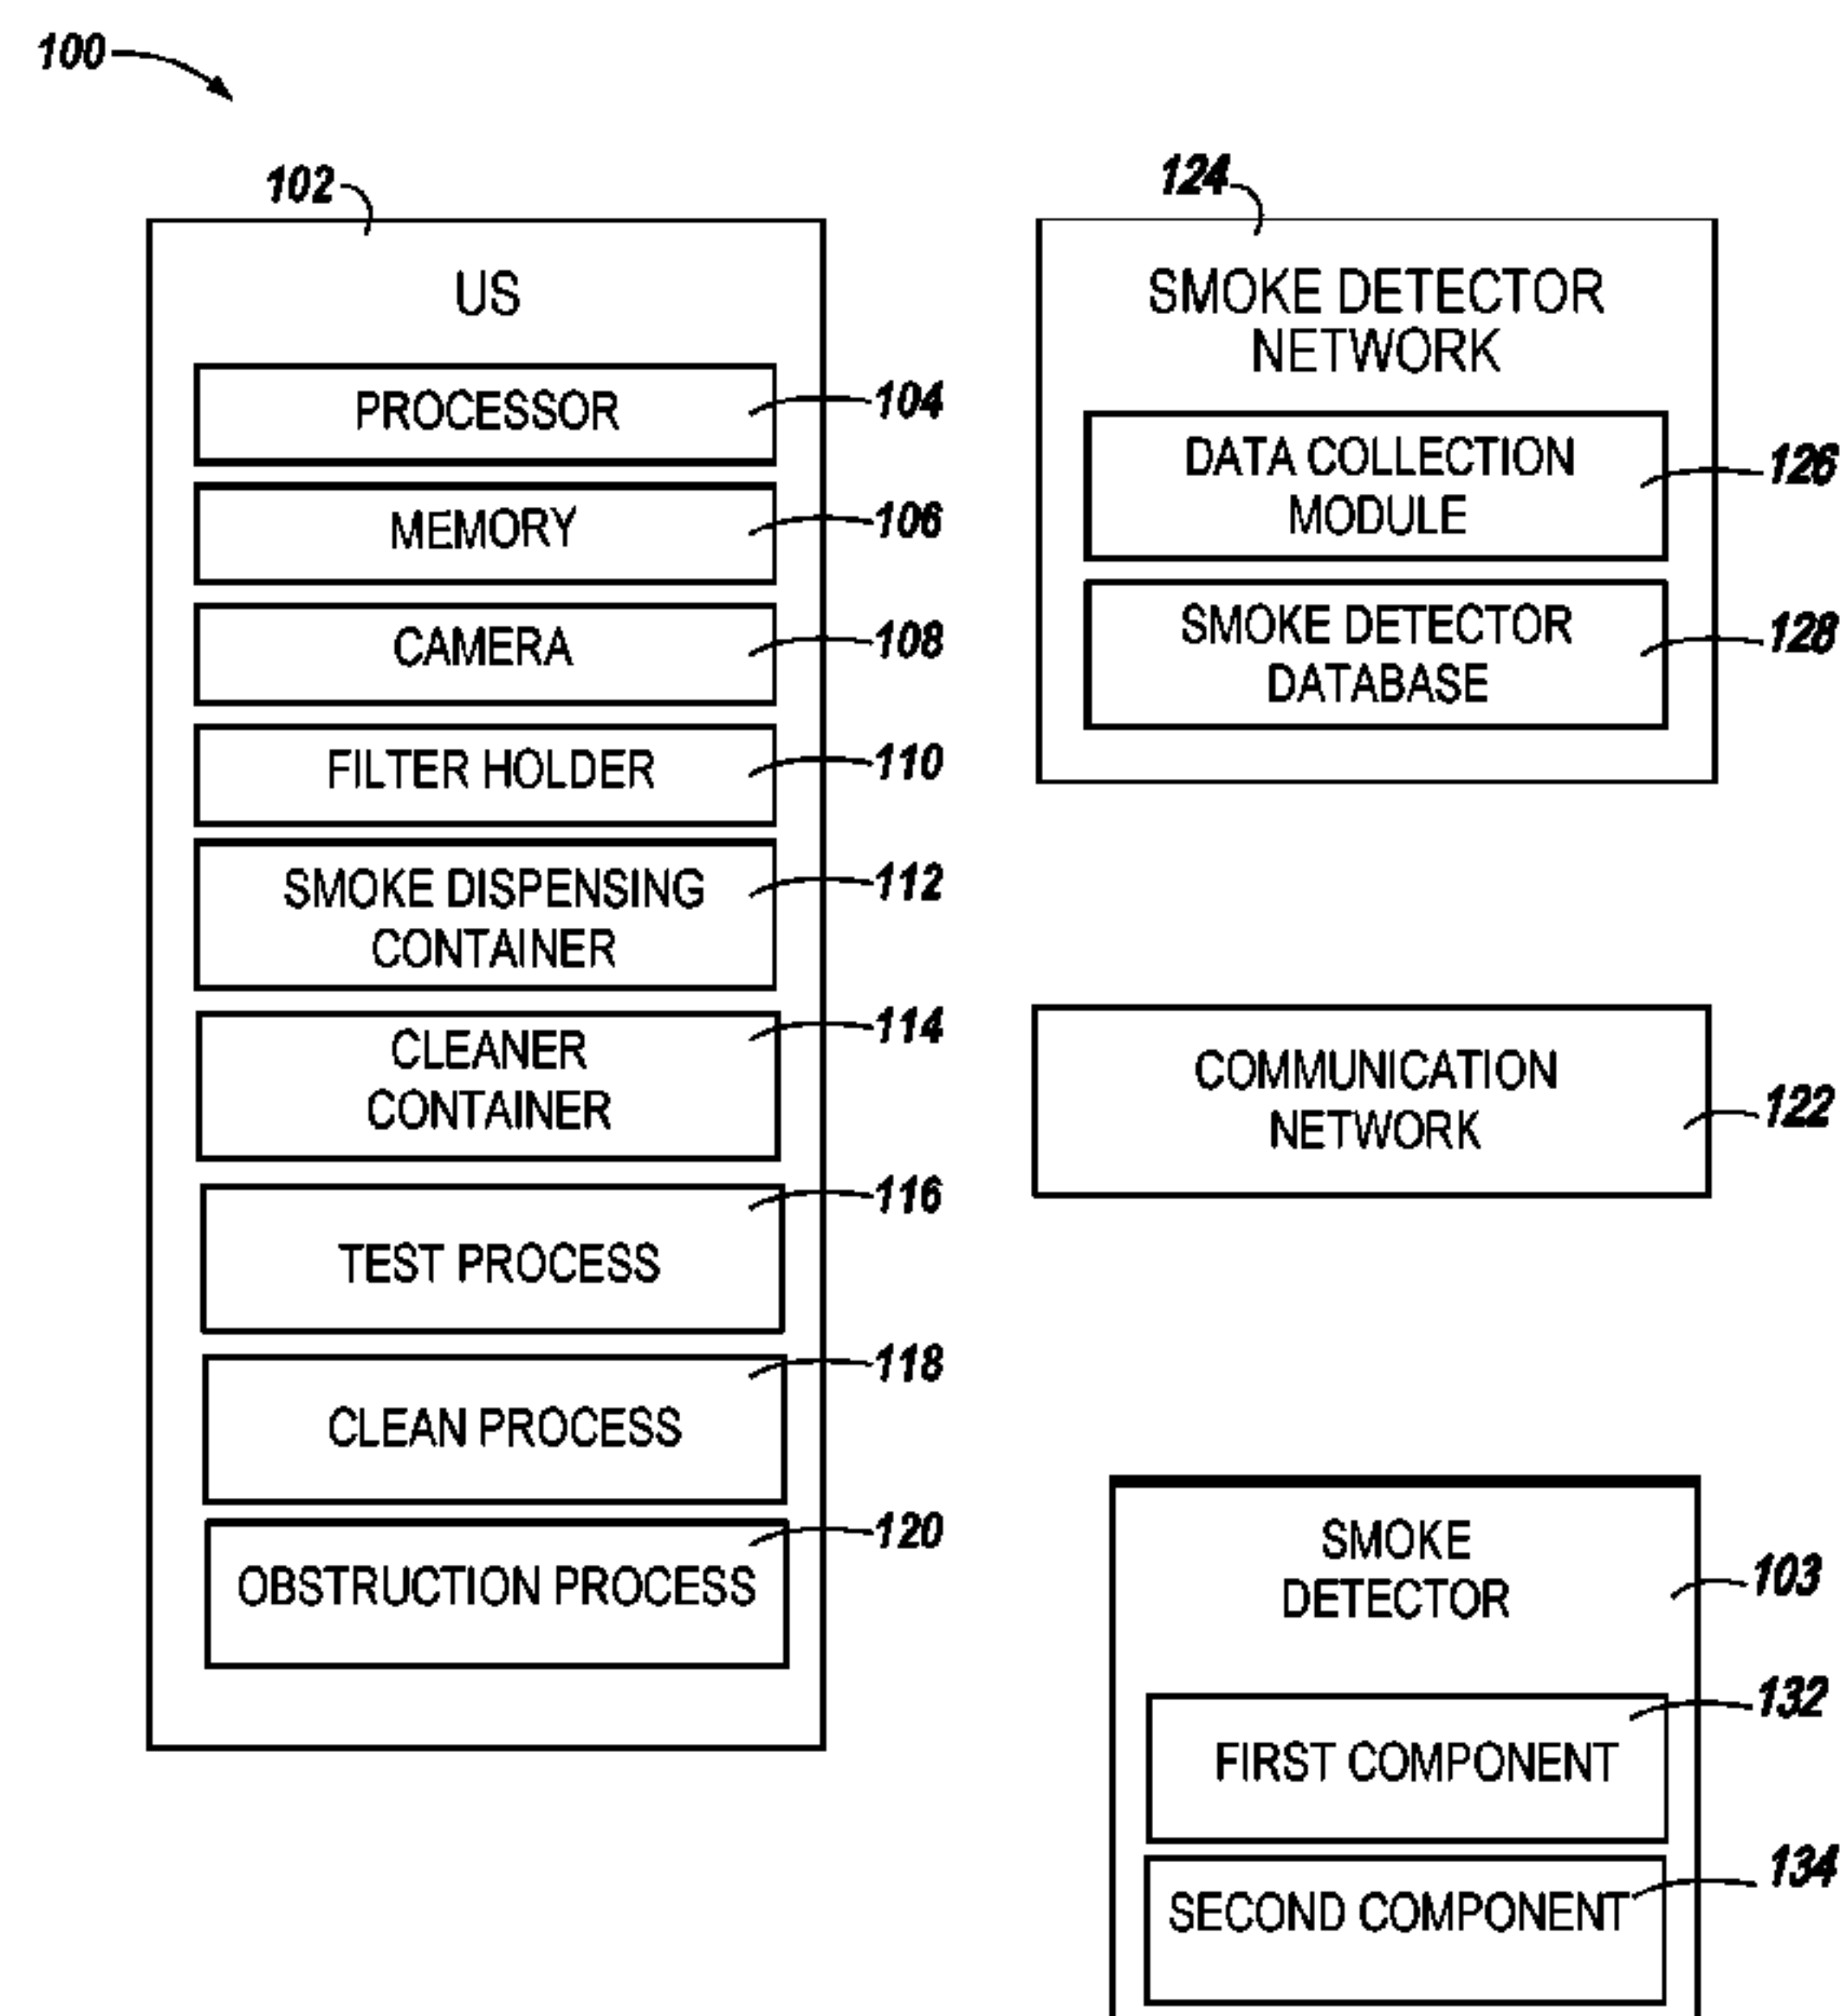 100
102
US
PROCESSOR
104
MEMORY
106
CAMERA
108
FILTER HOLDER
110
SMOKE DISPENSING
CONTAINER
112
CLEANER
CONTAINER
114
TEST PROCESS
116
CLEAN PROCESS
118
OBSTRUCTION PROCESS
120
124
SMOKE DETECTOR
NETWORK
DATA COLLECTION
MODULE
126
SMOKE DETECTOR
DATABASE
128
COMMUNICATION
NETWORK
122
SMOKE
DETECTOR
103
FIRST COMPONENT
132
SECOND COMPONENT
134